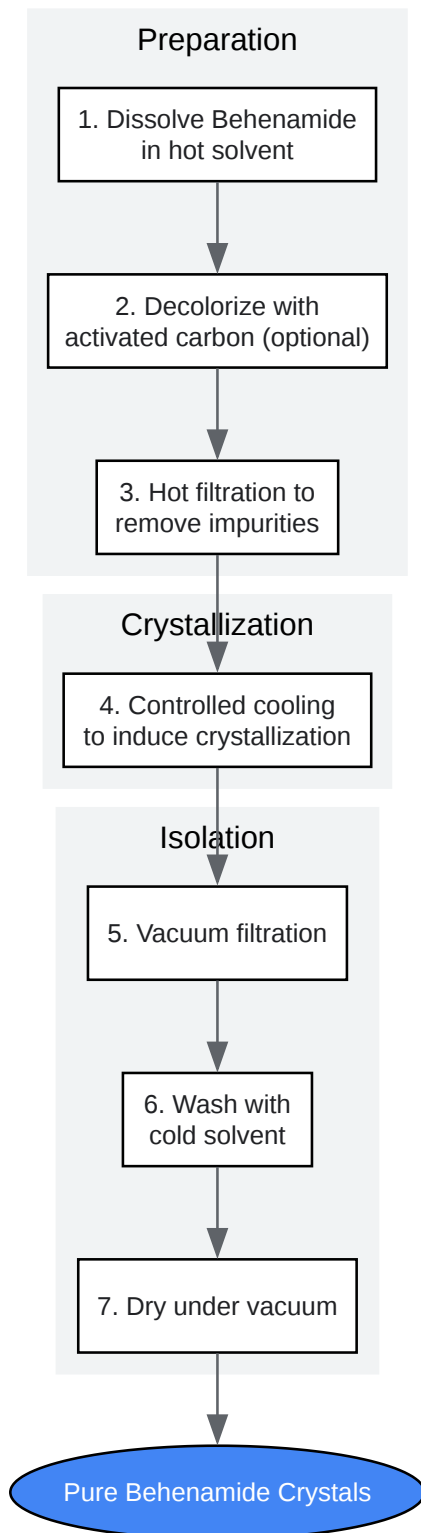 Preparation
1. Dissolve Behenamide
in hot solvent
2. Decolorize with
activated carbon (optional)
3. Hot filtration to
remove impurities
Crystallization
4. Controlled cooling
to induce crystallization
Isolation
5. Vacuum filtration
6. Wash with
cold solvent
7. Dry under vacuum
Pure Behenamide Crystals